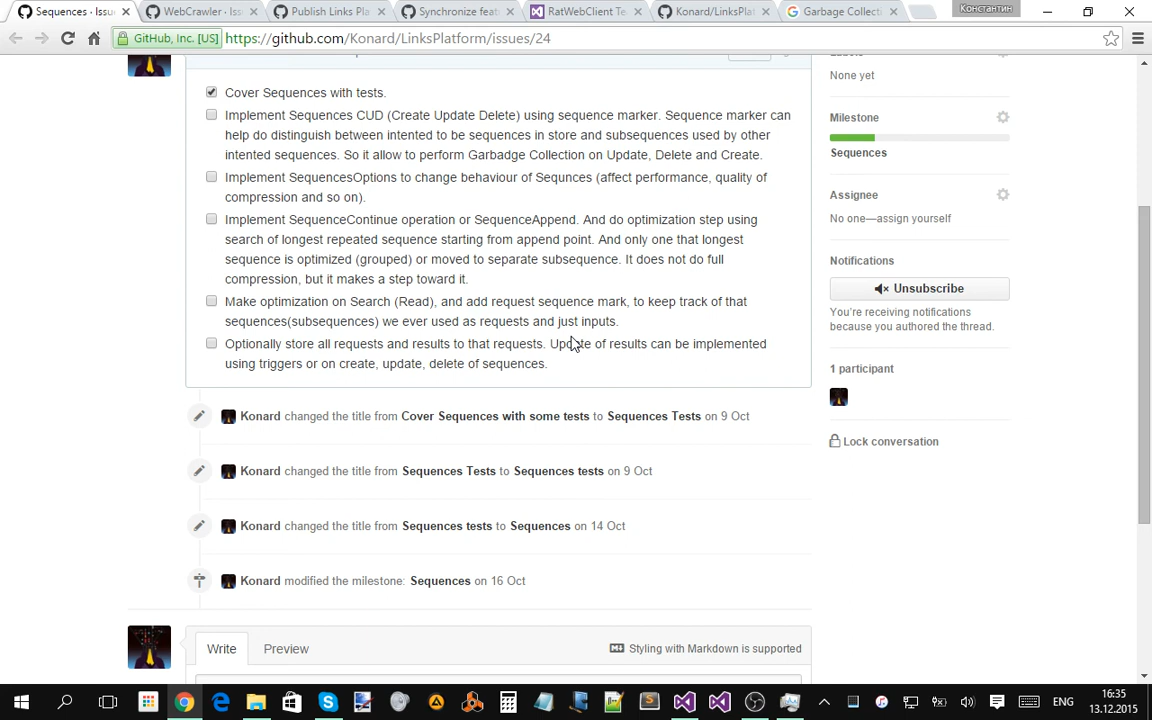 Sequences · Issu
WebCrawler · Iss
Publish Links Pla
Synchronize feat
RatWebClient Te
Konard/LinksPlat
Garbage Collecti
Константин
GitHub, Inc. [US]
https://github.com/Konard/LinksPlatform/issues/24
None yet
Cover Sequences with tests.
Implement Sequences CUD (Create Update Delete) using sequence marker. Sequence marker can
help do distinguish between intented to be sequences in store and subsequences used by other
intented sequences. So it allow to perform Garbadge Collection on Update, Delete and Create.
Implement SequencesOptions to change behaviour of Sequnces (affect performance, quality of
compression and so on).
Implement SequenceContinue operation or SequenceAppend. And do optimization step using
search of longest repeated sequence starting from append point. And only one that longest
sequence is optimized (grouped) or moved to separate subsequence. It does not do full
compression, but it makes a step toward it.
Make optimization on Search (Read), and add request sequence mark, to keep track of that
sequences(subsequences) we ever used as requests and just inputs.
Optionally store all requests and results to that requests. Update of results can be implemented
using triggers or on create, update, delete of sequences.
Milestone
Sequences
Assignee
No one—assign yourself
Notifications
Unsubscribe
You're receiving notifications
because you authored the thread.
1 participant
Lock conversation
Konard changed the title from Cover Sequences with some tests to Sequences Tests on 9 Oct
Konard changed the title from Sequences Tests to Sequences tests on 9 Oct
Konard changed the title from Sequences tests to Sequences on 14 Oct
Konard modified the milestone: Sequences on 16 Oct
Write
Preview
Styling with Markdown is supported
ENG
16:35
13.12.2015